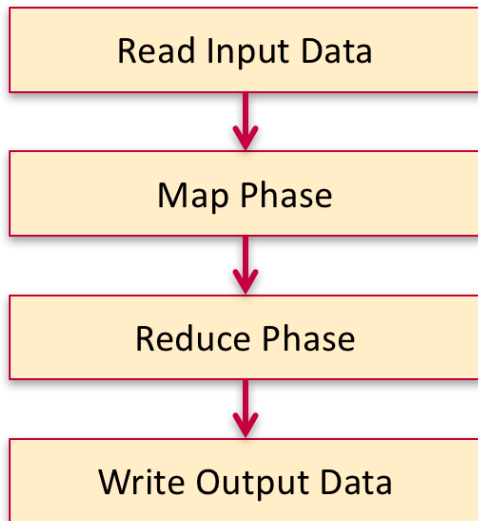 Read Input Data
Map Phase
Reduce Phase
Write Output Data